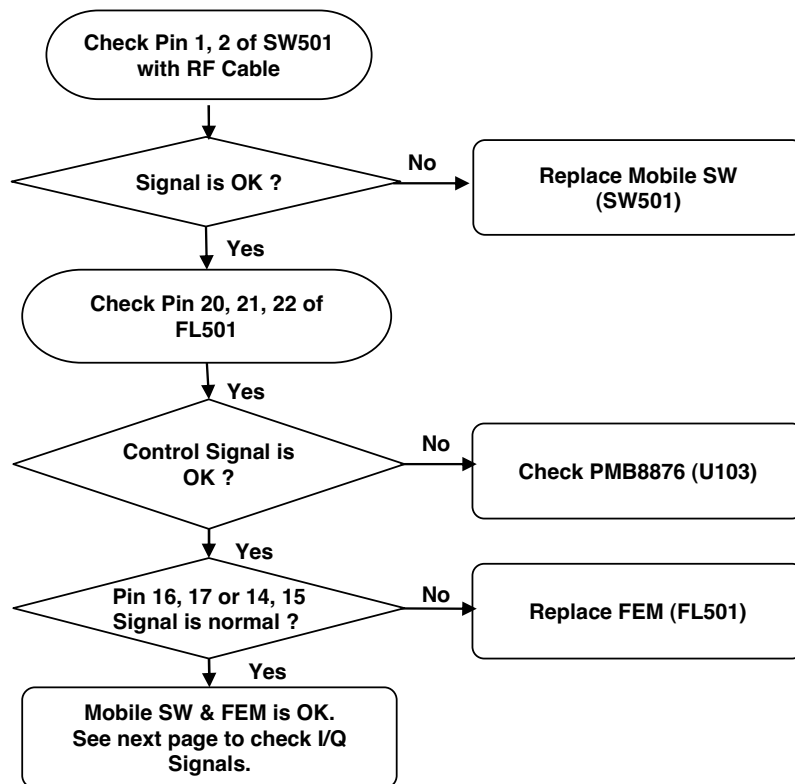 Check Pin 1, 2 of SW501
with RF Cable
Signal is OK ?
No
Replace Mobile SW
(SW501)
Yes
Check Pin 20, 21, 22 of
FL501
Yes
Control Signal is
OK ?
No
Check PMB8876 (U103)
Yes
Pin 16, 17 or 14, 15
Signal is normal ?
No
Replace FEM (FL501)
Yes
Mobile SW & FEM is OK.
See next page to check I/Q
Signals.